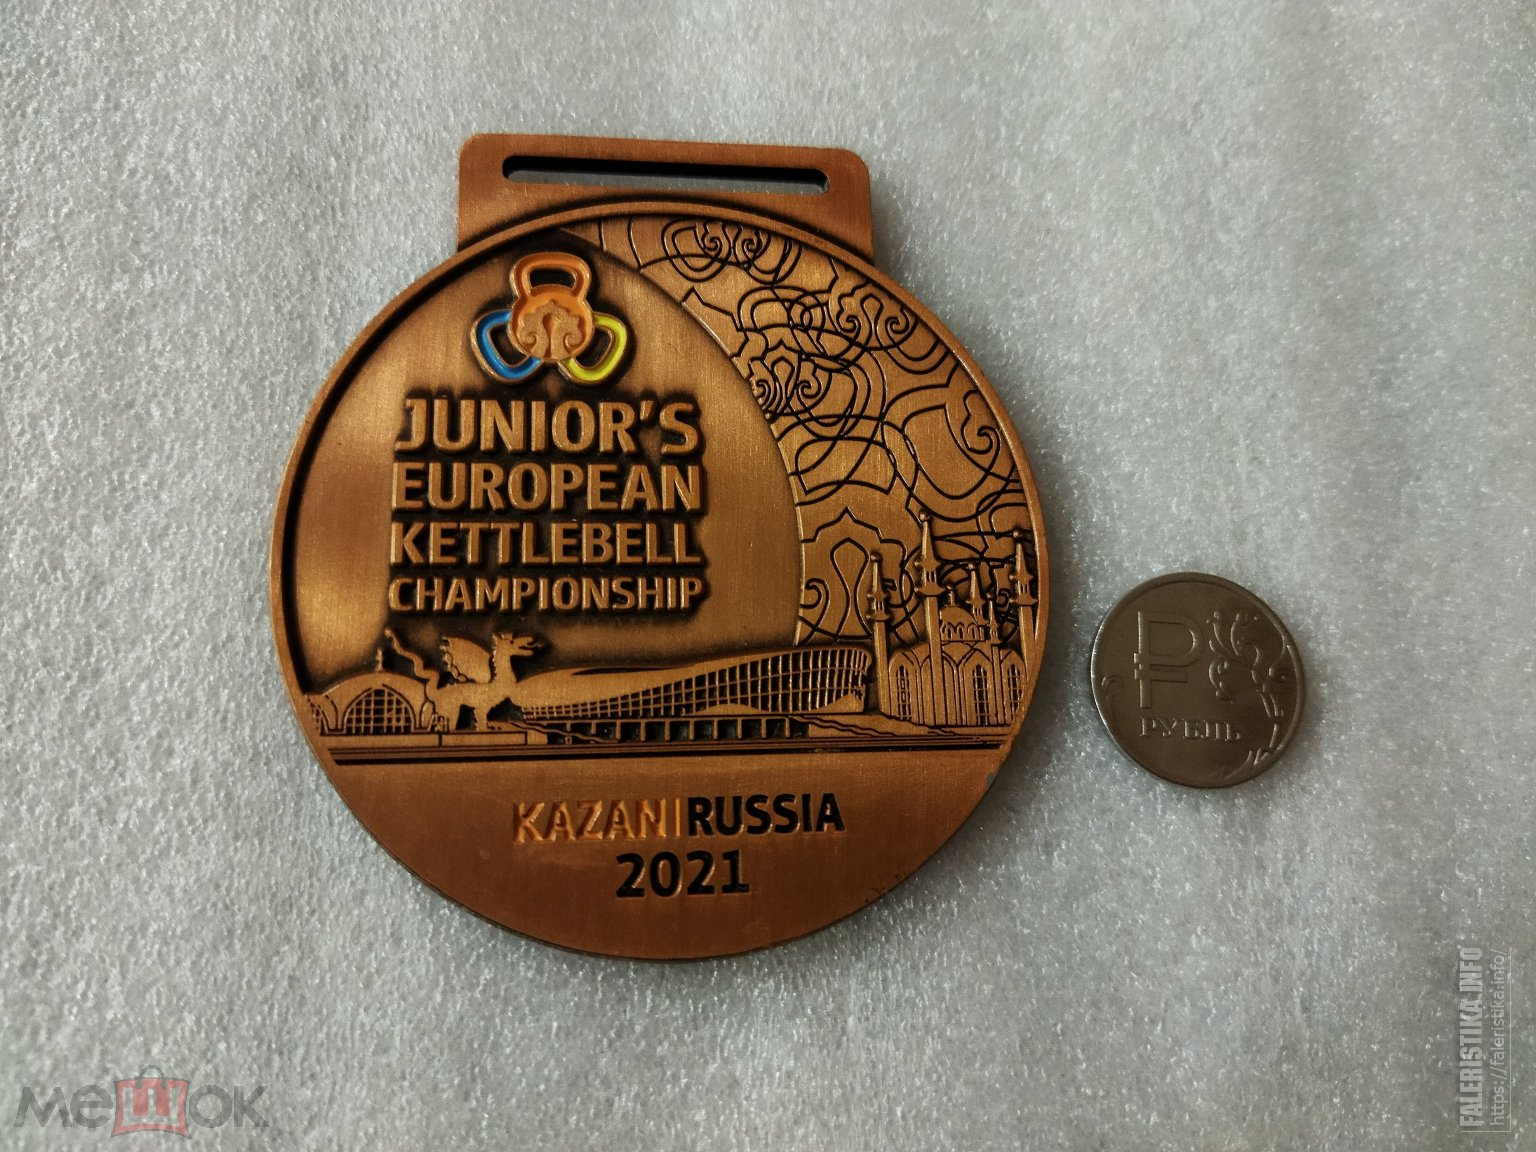 JUNIOR'S
EUROPEAN
KETTLEBELL
CHAMPIONSHIP
KAZAN|RUSSIA
2021
РУБЛЬ
мешок
FALERISTIKA.INFO
https://faleristika.info/